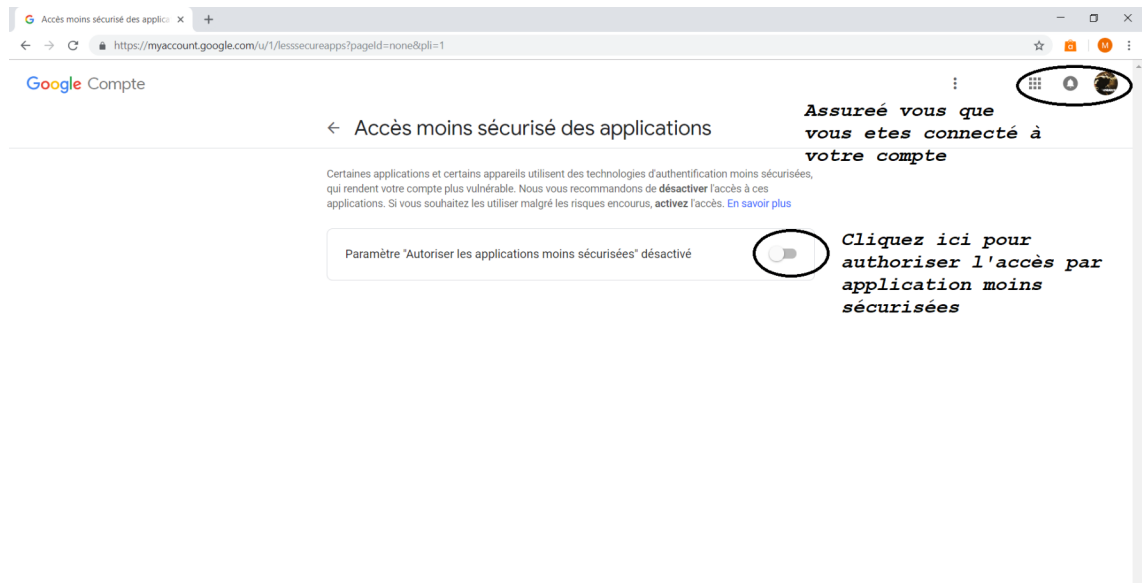 Accès moins sécurisé des applica
https://myaccount.google.com/u/1/lesssecureapps?pageId=none&pli=1
M
Google Compte
Assureé vous que
vous etes connecté à
votre compte
← Accès moins sécurisé des applications
Certaines applications et certains appareils utilisent des technologies d'authentification moins sécurisées,
qui rendent votre compte plus vulnérable. Nous vous recommandons de désactiver l'accès à ces
applications. Si vous souhaitez les utiliser malgré les risques encourus, activez l'accès. En savoir plus
Paramètre "Autoriser les applications moins sécurisées" désactivé
Cliquez ici pour
authoriser l'accès par
application moins
sécurisées